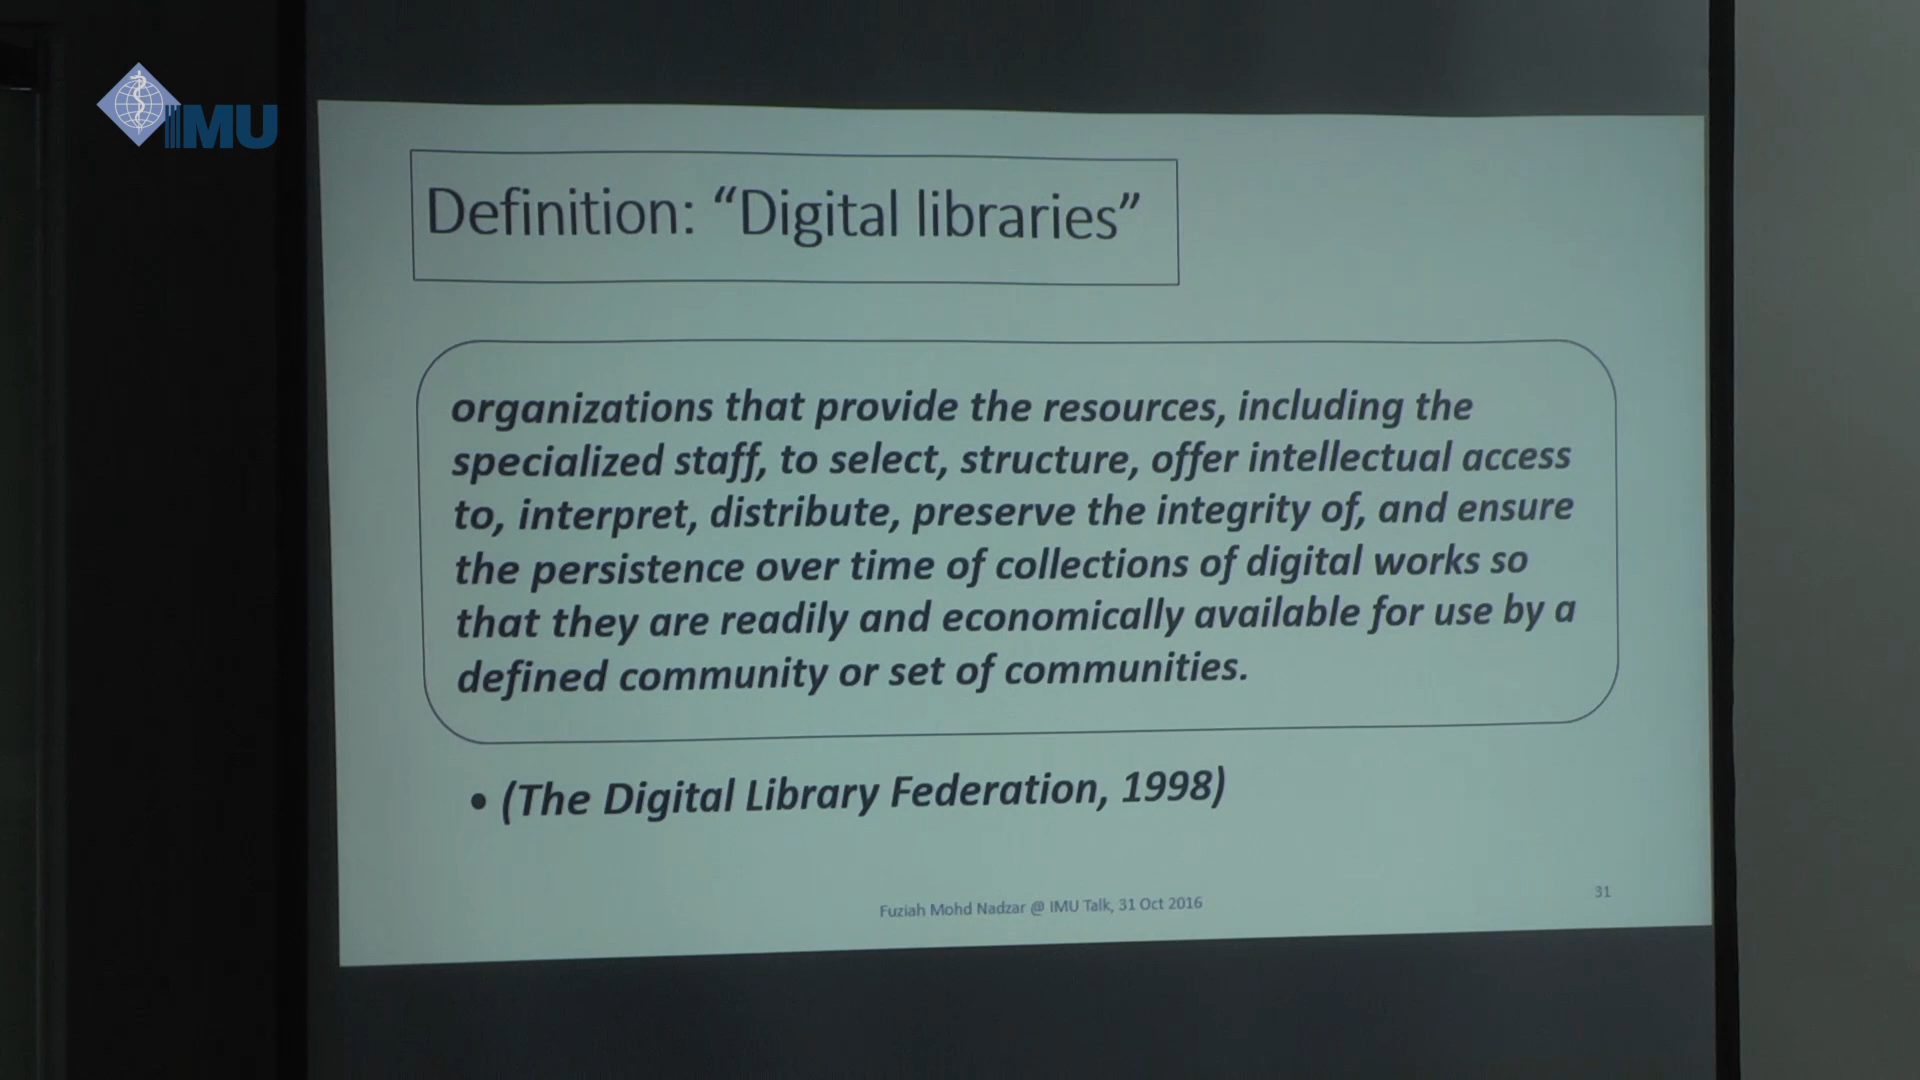 IMU
Definition: “Digital libraries”
organizations that provide the resources, including the
specialized staff, to select, structure, offer intellectual access
to, interpret, distribute, preserve the integrity of, and ensure
the persistence over time of collections of digital works so
that they are readily and economically available for use by a
defined community or set of communities.
• (The Digital Library Federation, 1998)
Fuziah Mohd Nadzar @ IMU Talk, 31 Oct 2016
31